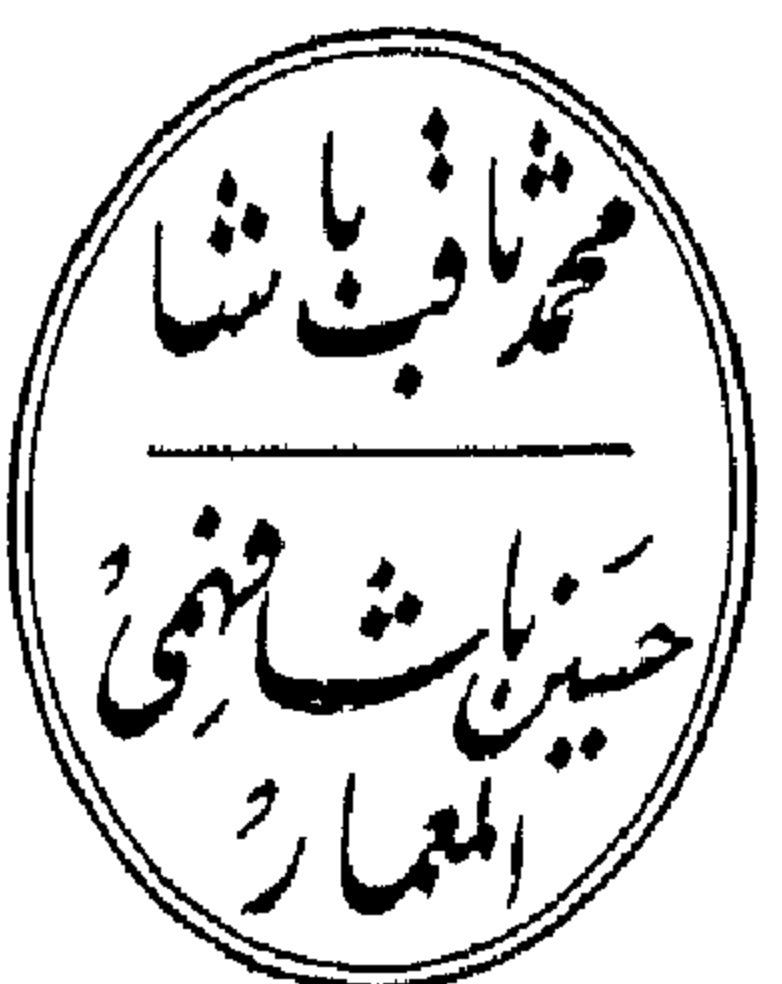 محمد ثاقب باشا
حسين باشا فهمي
المعمار